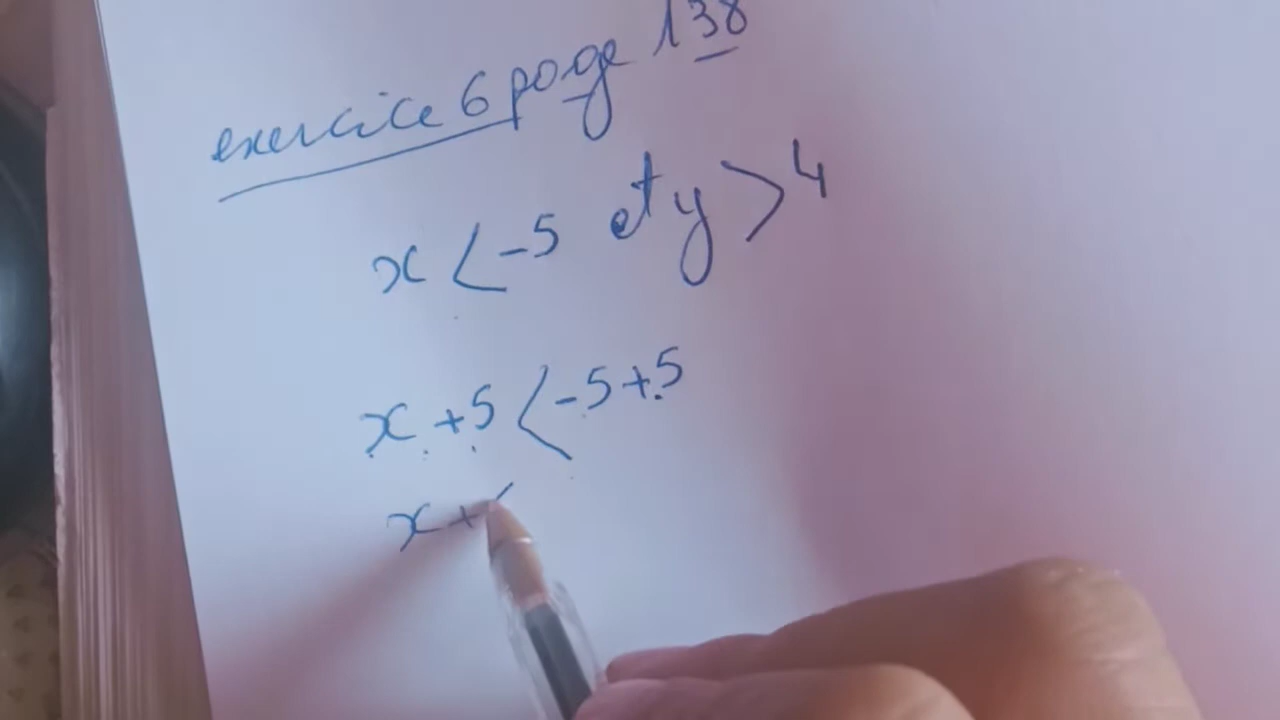 exercice 6 page 138
x < -5 et y > 4
x + 5 < -5 + 5
x +